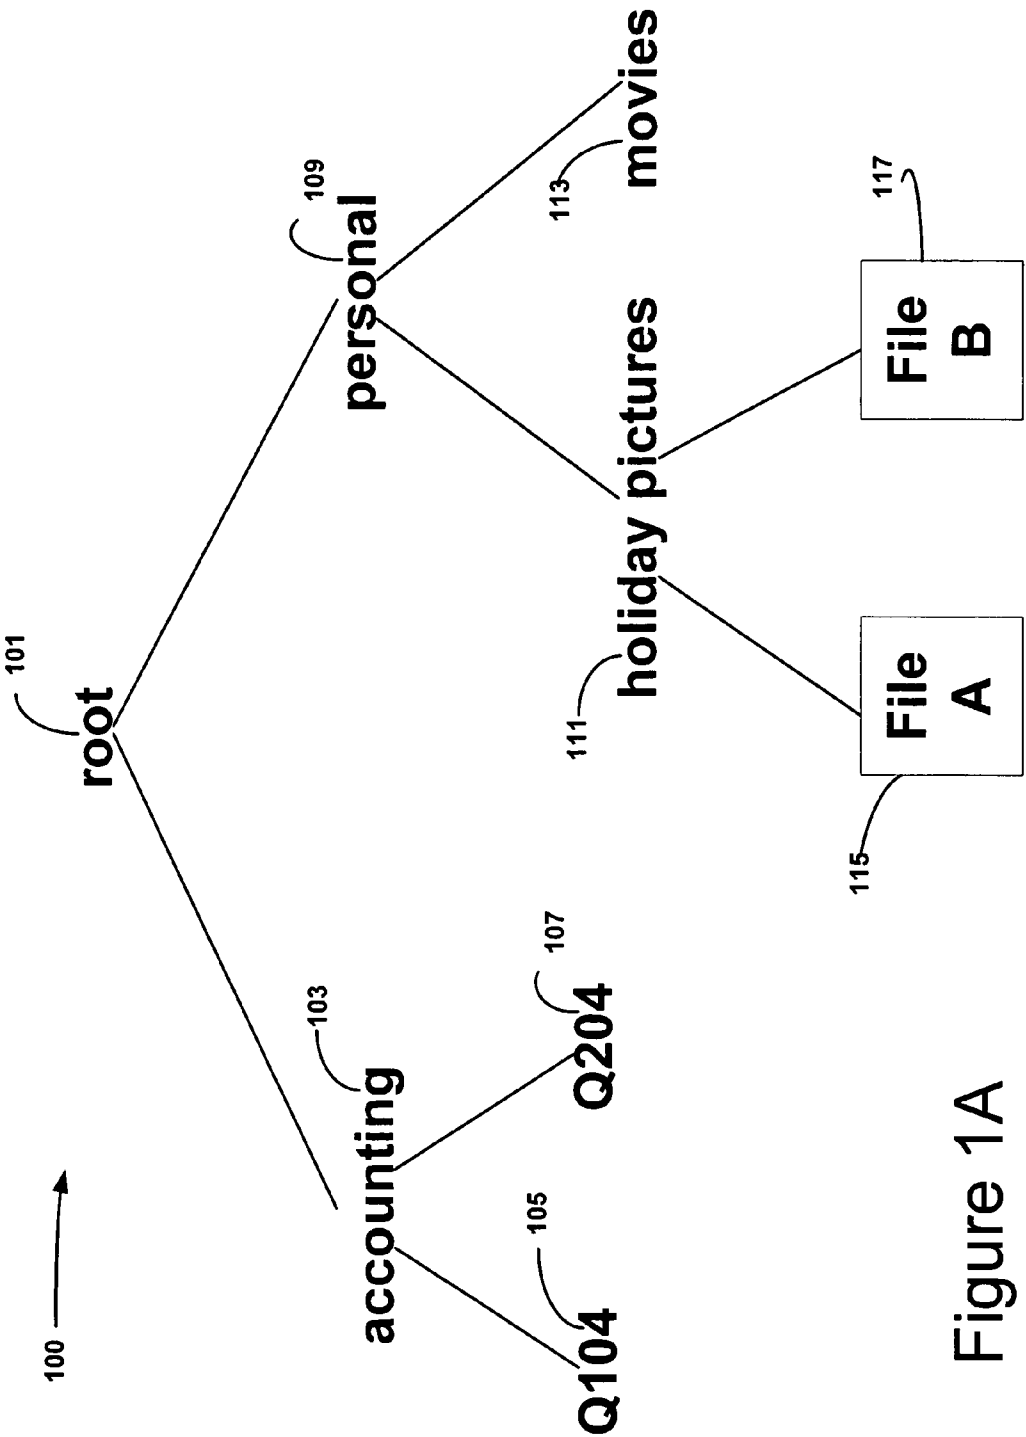 100
root
101
accounting
103
personal
109
Q104
105
Q204
107
holiday pictures
111
movies
113
File
A
115
File
B
117
Figure 1A